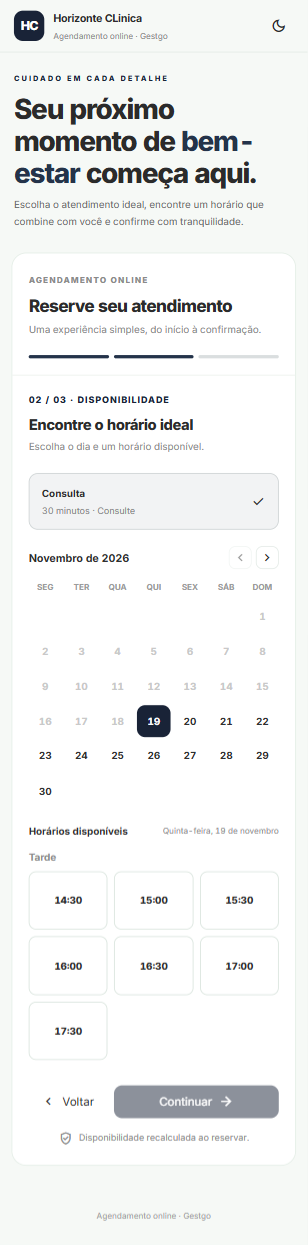 HC
Horizonte CLinica
Agendamento online · Gestgo
CUIDADO EM CADA DETALHE
Seu próximo
momento de bem-
estar começa aqui.
Escolha o atendimento ideal, encontre um horário que
combine com você e confirme com tranquilidade.
AGENDAMENTO ONLINE
Reserve seu atendimento
Uma experiência simples, do início à confirmação.
02 / 03 · DISPONIBILIDADE
Encontre o horário ideal
Escolha o dia e um horário disponível.
Consulta
30 minutos · Consulte
Novembro de 2026
SEG TER QUA QUI SEX SÁB DOM
1
2 3 4 5 6 7 8
9 10 11 12 13 14 15
16 17 18 19 20 21 22
23 24 25 26 27 28 29
30
Horários disponíveis Quinta-feira, 19 de novembro
Tarde
14:30 15:00 15:30
16:00 16:30 17:00
17:30
Voltar Continuar
Disponibilidade recalculada ao reservar.
Agendamento online · Gestgo